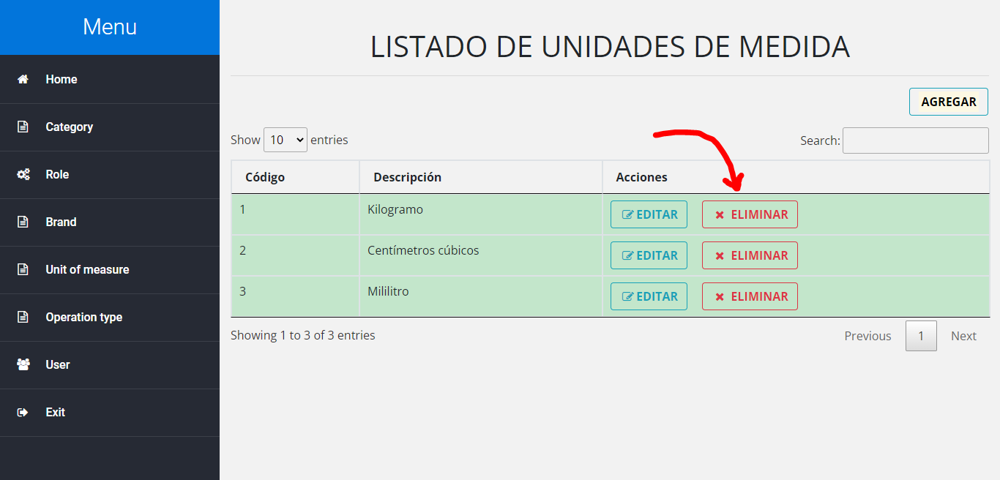 Menu
Home
Category
Role
Brand
Unit of measure
Operation type
User
Exit
LISTADO DE UNIDADES DE MEDIDA
AGREGAR
Show 10 entries
Search:
Código Descripción Acciones
1 Kilogramo EDITAR ELIMINAR
2 Centímetros cúbicos EDITAR ELIMINAR
3 Mililitro EDITAR ELIMINAR
Showing 1 to 3 of 3 entries
Previous 1 Next